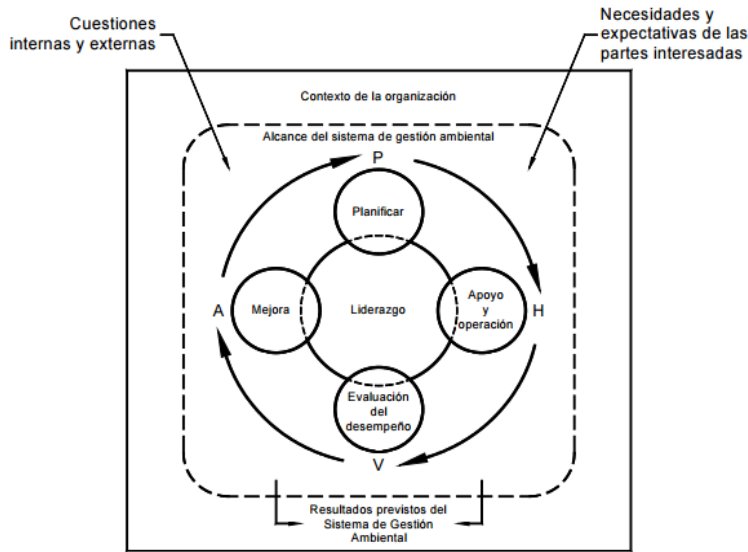 Cuestiones
internas y externas
Necesidades y
expectativas de las
partes interesadas
Contexto de la organización
Alcance del sistema de gestión ambiental
P
Planificar
A
Mejora
Liderazgo
Apoyo
y
operación
H
Evaluación
del
desempeño
V
Resultados previstos del
Sistema de Gestión
Ambiental